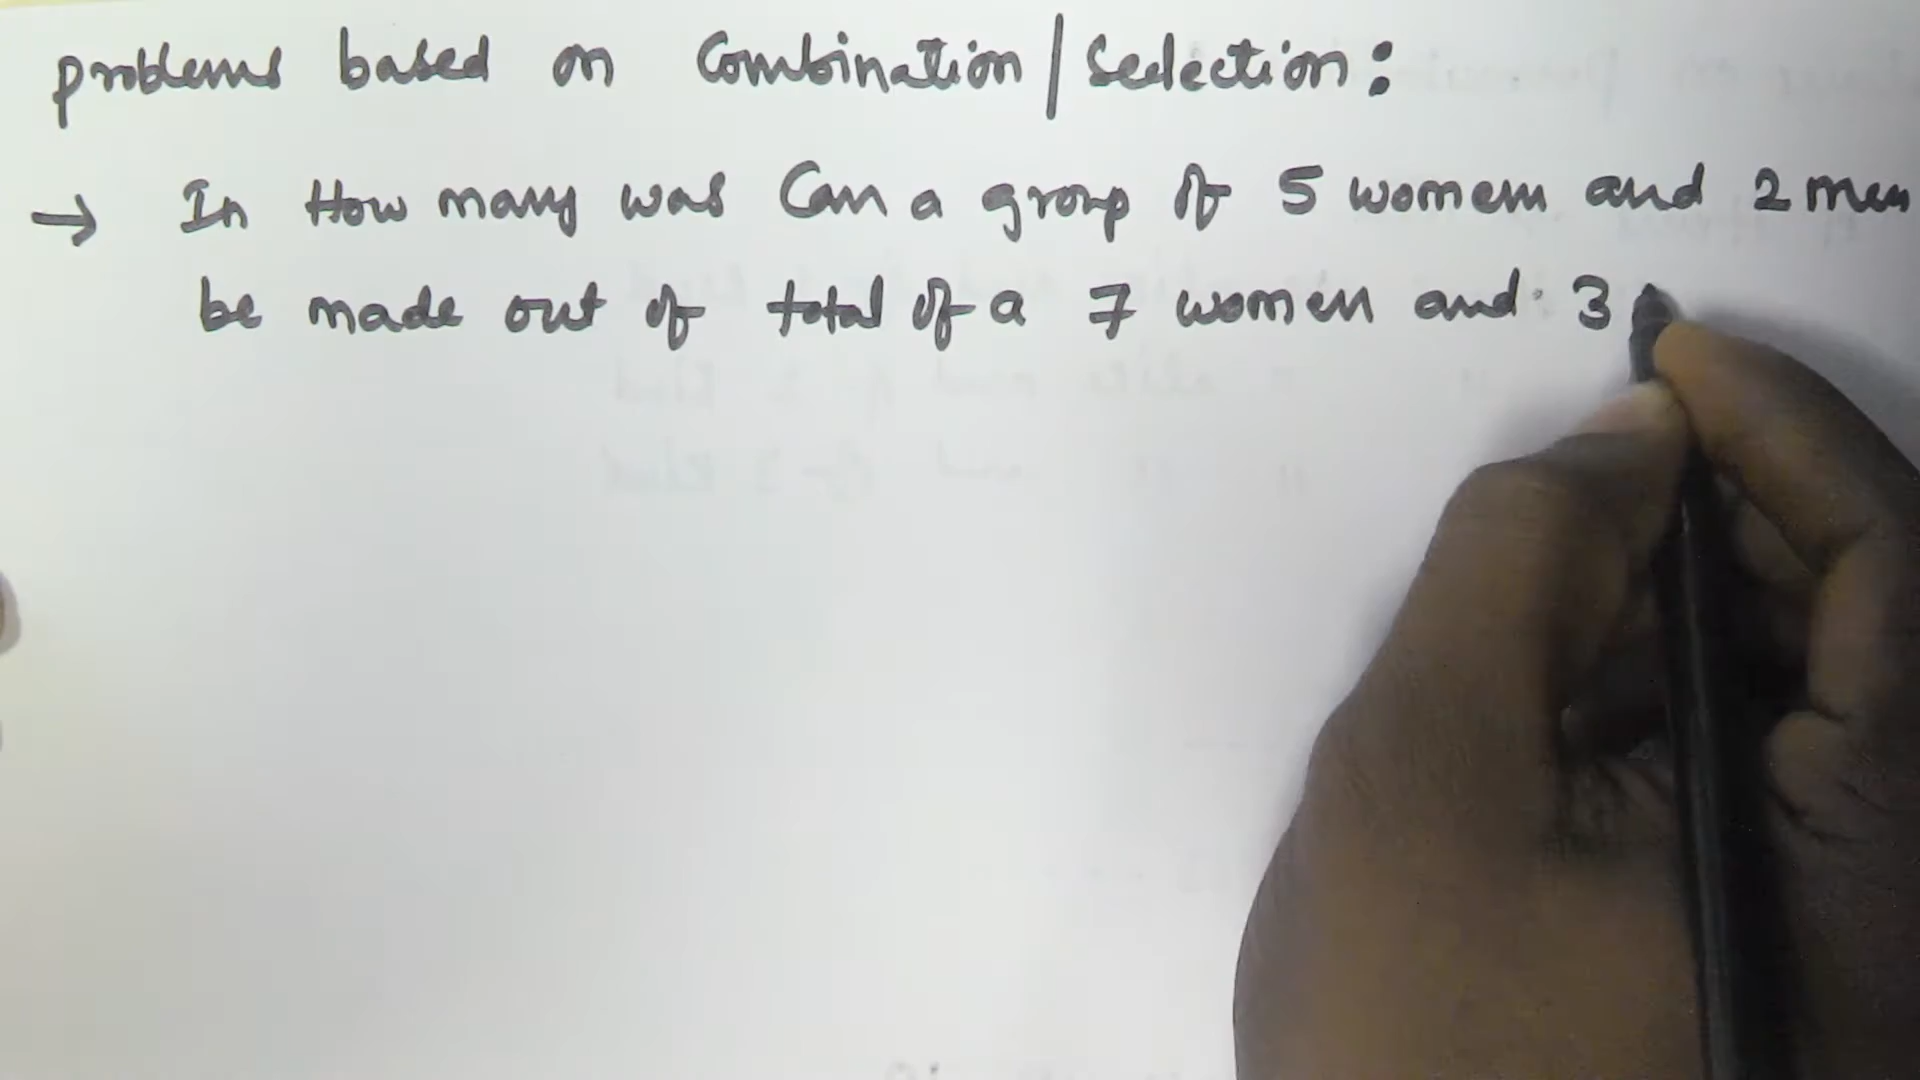 problems based on Combination/Selection:
→ In How many was Can a group of 5 women and 2 men
be made out of total of a 7 women and 3